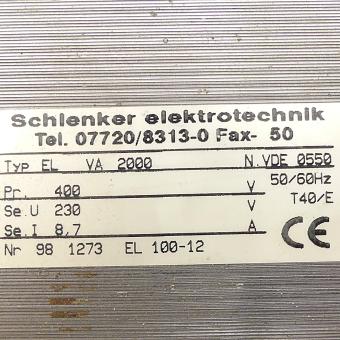 Schlenker elektrotechnik
Tel. 07720/8313-0 Fax- 50
Typ EL VA 2000 N.VDE 0550
Pr. 400 V 50/60Hz
Se.U 230 V T40/E
Se.I 8,7 A CE
Nr 98 1273 EL 100-12